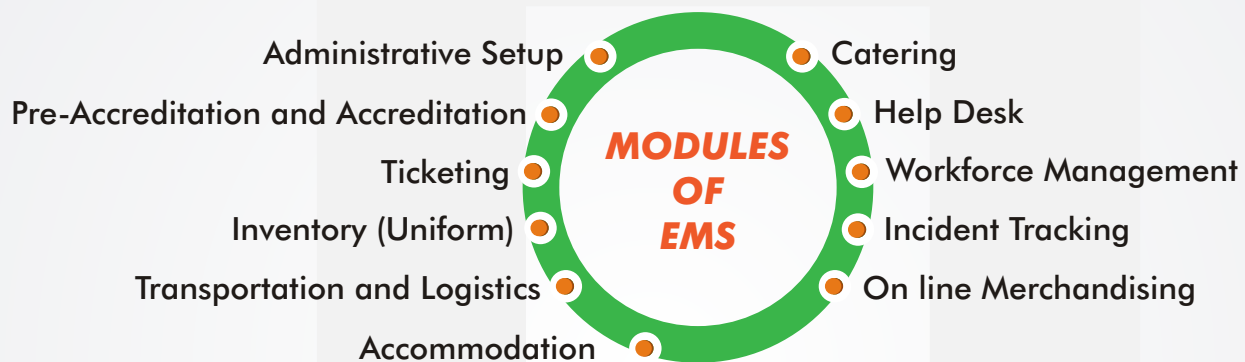 Administrative Setup
Pre-Accreditation and Accreditation
Ticketing
Inventory (Uniform)
Transportation and Logistics
Accommodation
MODULES
OF
EMS
Catering
Help Desk
Workforce Management
Incident Tracking
On line Merchandising